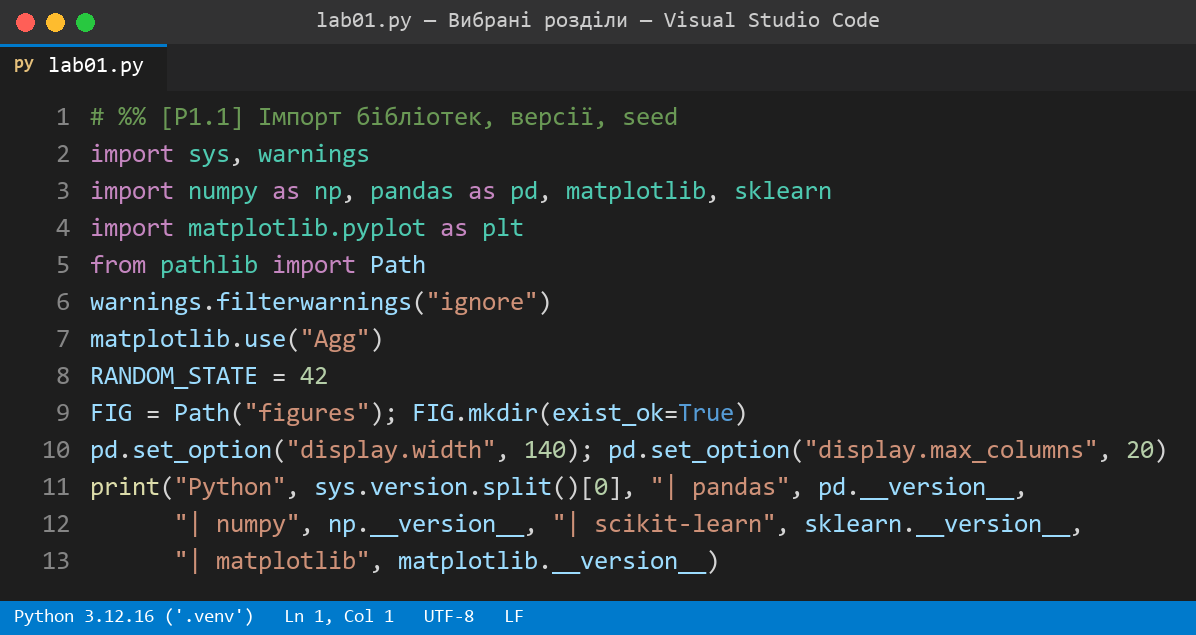 lab01.py — Вибрані розділи — Visual Studio Code
PY lab01.py
1 # %% [P1.1] Імпорт бібліотек, версії, seed
2 import sys, warnings
3 import numpy as np, pandas as pd, matplotlib, sklearn
4 import matplotlib.pyplot as plt
5 from pathlib import Path
6 warnings.filterwarnings("ignore")
7 matplotlib.use("Agg")
8 RANDOM_STATE = 42
9 FIG = Path("figures"); FIG.mkdir(exist_ok=True)
10 pd.set_option("display.width", 140); pd.set_option("display.max_columns", 20)
11 print("Python", sys.version.split()[0], "| pandas", pd.__version__,
12       "| numpy", np.__version__, "| scikit-learn", sklearn.__version__,
13       "| matplotlib", matplotlib.__version__)
Python 3.12.16 ('.venv') Ln 1, Col 1 UTF-8 LF